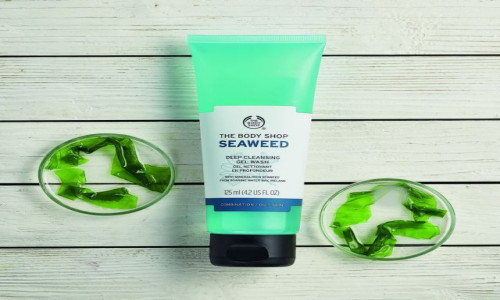 THE BODY SHOP
SEAWEED
DEEP CLEANSING
GEL WASH
GEL NETTOYANT
EN PROFONDEUR
125 ml (4.2 US FL OZ)